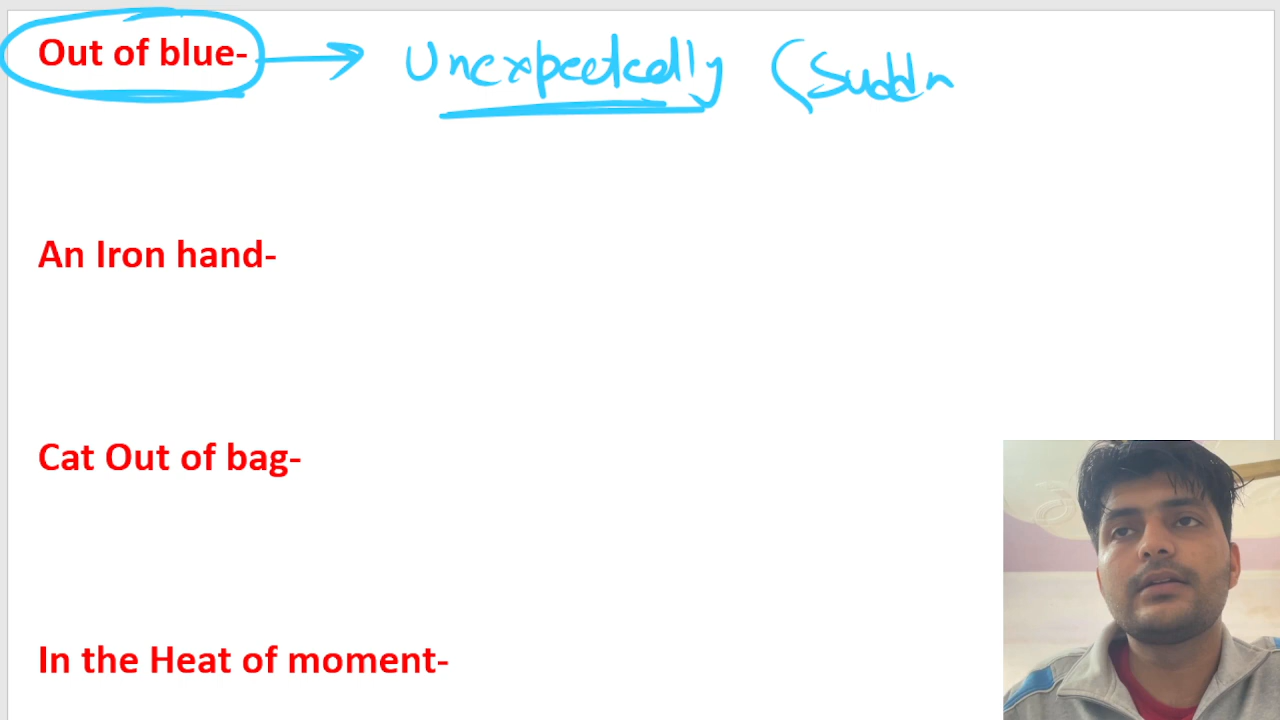 Out of blue- → Unexpectedly (Suddn
An Iron hand-
Cat Out of bag-
In the Heat of moment-